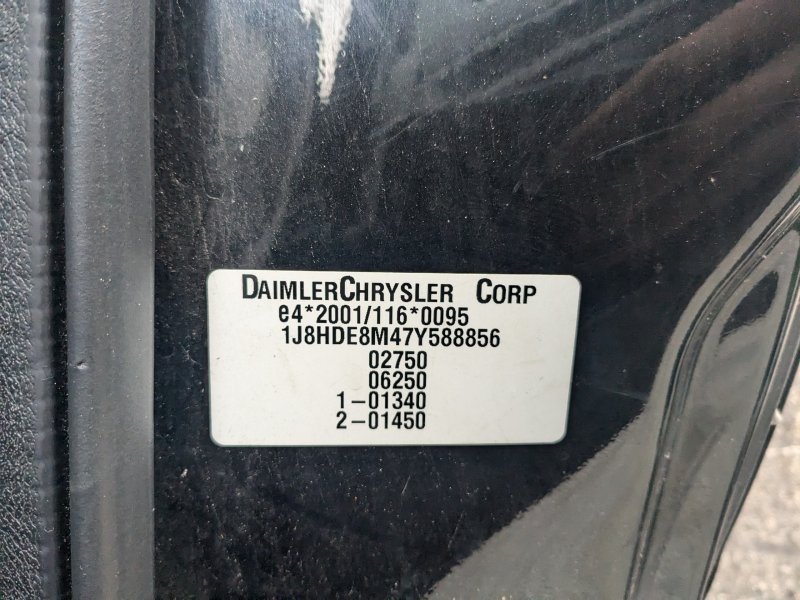 DAIMLERCHRYSLER CORP
e4*2001/116*0095
1J8HDE8M47Y588856
02750
06250
1-01340
2-01450